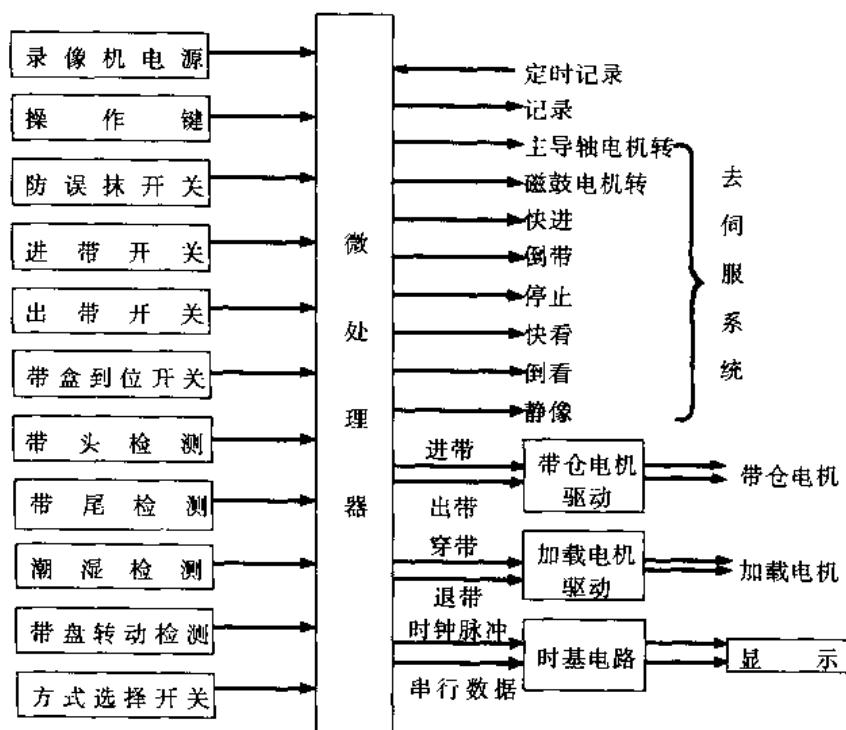 录像机电源
操作键
防误抹开关
进带开关
出带开关
带盒到位开关
带头检测
带尾检测
潮湿检测
带盘转动检测
方式选择开关
微处理器
定时记录
记录
主导轴电机转
磁鼓电机转
快进
倒带
停止
快看
倒看
静像
去伺服系统
进带
出带
带仓电机
驱动
带仓电机
穿带
退带
加载电机
驱动
加载电机
时钟脉冲
串行数据
时基电路
显示